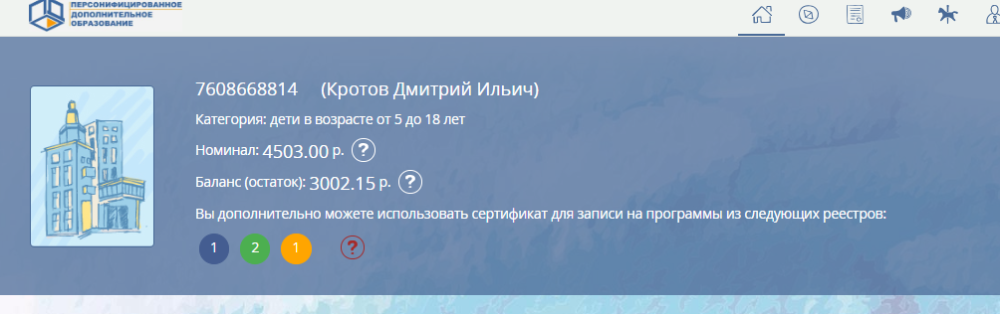 ПЕРСОНИФИЦИРОВАННОЕ
ДОПОЛНИТЕЛЬНОЕ
ОБРАЗОВАНИЕ
7608668814 (Кротов Дмитрий Ильич)
Категория: дети в возрасте от 5 до 18 лет
Номинал: 4503.00 р. ?
Баланс (остаток): 3002.15 р. ?
Вы дополнительно можете использовать сертификат для записи на программы из следующих реестров:
1 2 1 ?